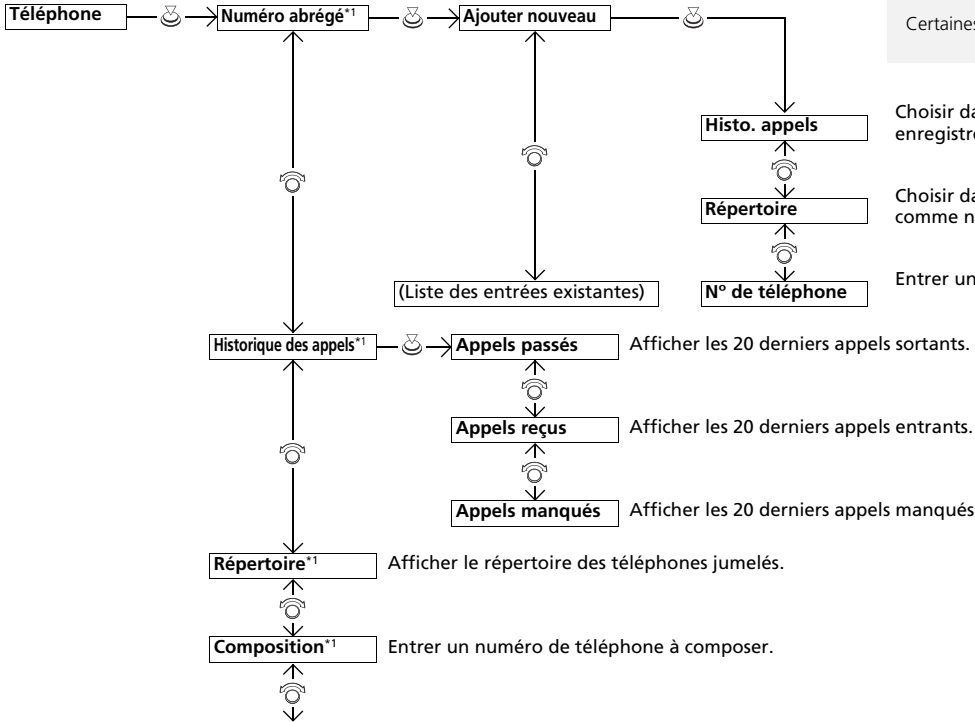 Téléphone
Numéro abrégé*1
Ajouter nouveau
Certaines
Histo. appels
Choisir da
enregistre
Répertoire
Choisir da
comme n
(Liste des entrées existantes)
Nº de téléphone
Entrer un
Historique des appels*1
Appels passés
Afficher les 20 derniers appels sortants.
Appels reçus
Afficher les 20 derniers appels entrants.
Appels manqués
Afficher les 20 derniers appels manqués
Répertoire*1
Afficher le répertoire des téléphones jumelés.
Composition*1
Entrer un numéro de téléphone à composer.